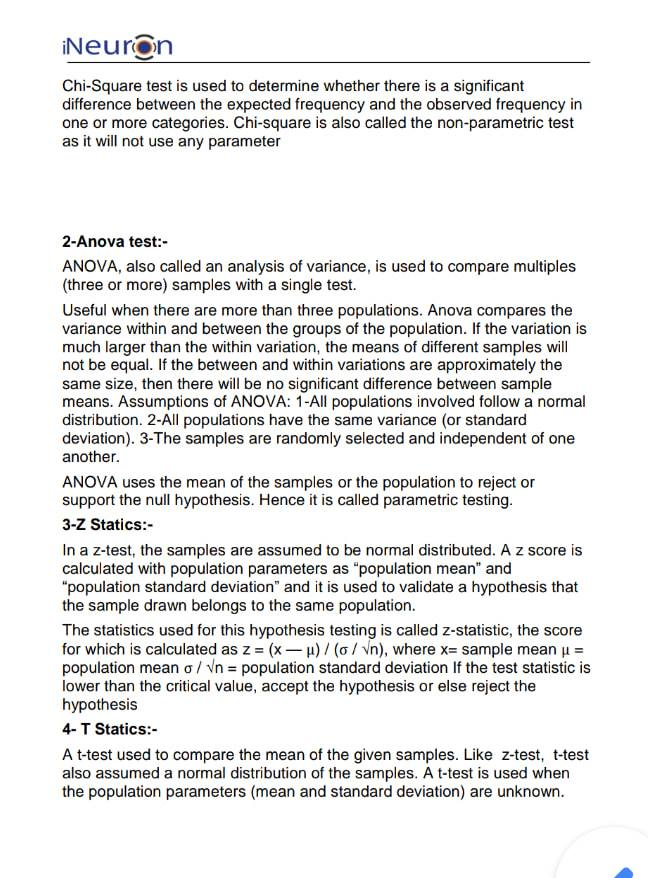 iNeuron
Chi-Square test is used to determine whether there is a significant
difference between the expected frequency and the observed frequency in
one or more categories. Chi-square is also called the non-parametric test
as it will not use any parameter
2-Anova test:-
ANOVA, also called an analysis of variance, is used to compare multiples
(three or more) samples with a single test.
Useful when there are more than three populations. Anova compares the
variance within and between the groups of the population. If the variation is
much larger than the within variation, the means of different samples will
not be equal. If the between and within variations are approximately the
same size, then there will be no significant difference between sample
means. Assumptions of ANOVA: 1-All populations involved follow a normal
distribution. 2-All populations have the same variance (or standard
deviation). 3-The samples are randomly selected and independent of one
another.
ANOVA uses the mean of the samples or the population to reject or
support the null hypothesis. Hence it is called parametric testing.
3-Z Statics:-
In a z-test, the samples are assumed to be normal distributed. A z score is
calculated with population parameters as “population mean” and
“population standard deviation” and it is used to validate a hypothesis that
the sample drawn belongs to the same population.
The statistics used for this hypothesis testing is called z-statistic, the score
for which is calculated as z = (x — μ) / (σ / √n), where x= sample mean μ =
population mean σ / √n = population standard deviation If the test statistic is
lower than the critical value, accept the hypothesis or else reject the
hypothesis
4- T Statics:-
A t-test used to compare the mean of the given samples. Like z-test, t-test
also assumed a normal distribution of the samples. A t-test is used when
the population parameters (mean and standard deviation) are unknown.